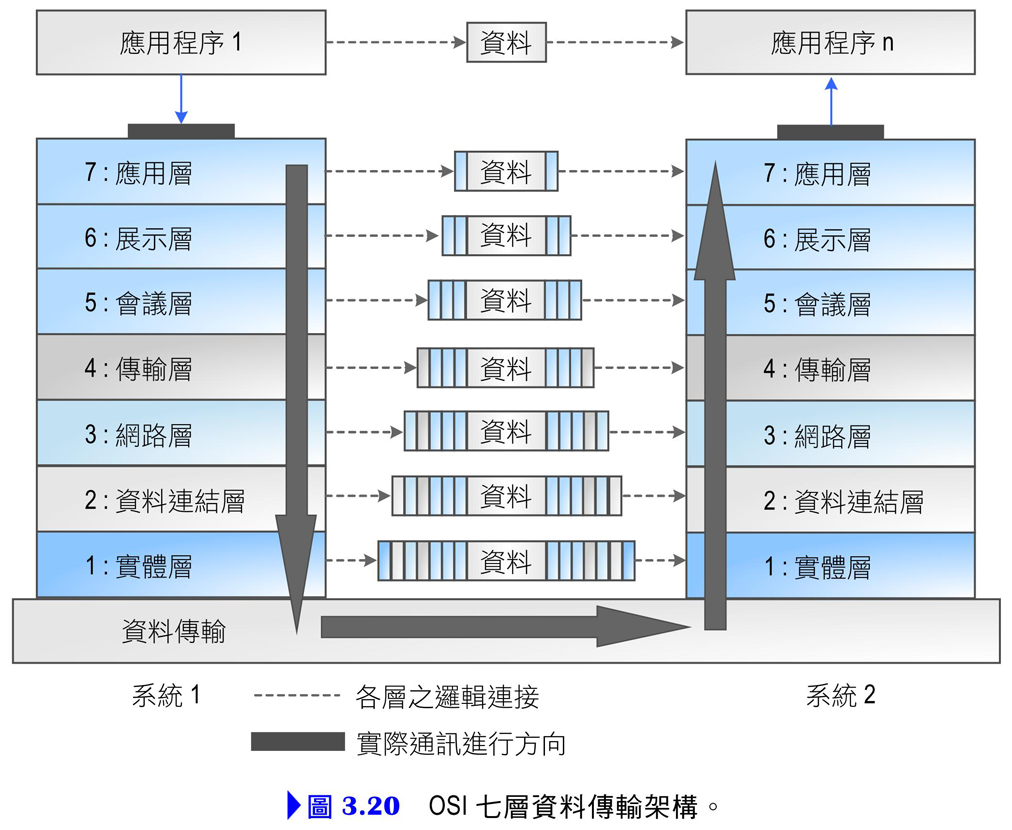 應用程序 1
資料
應用程序 n
7 : 應用層
資料
7 : 應用層
6 : 展示層
資料
6 : 展示層
5 : 會議層
資料
5 : 會議層
4 : 傳輸層
資料
4 : 傳輸層
3 : 網路層
資料
3 : 網路層
2 : 資料連結層
資料
2 : 資料連結層
1 : 實體層
資料
1 : 實體層
資料傳輸
系統 1
各層之邏輯連接
系統 2
實際通訊進行方向
圖 3.20 OSI 七層資料傳輸架構。